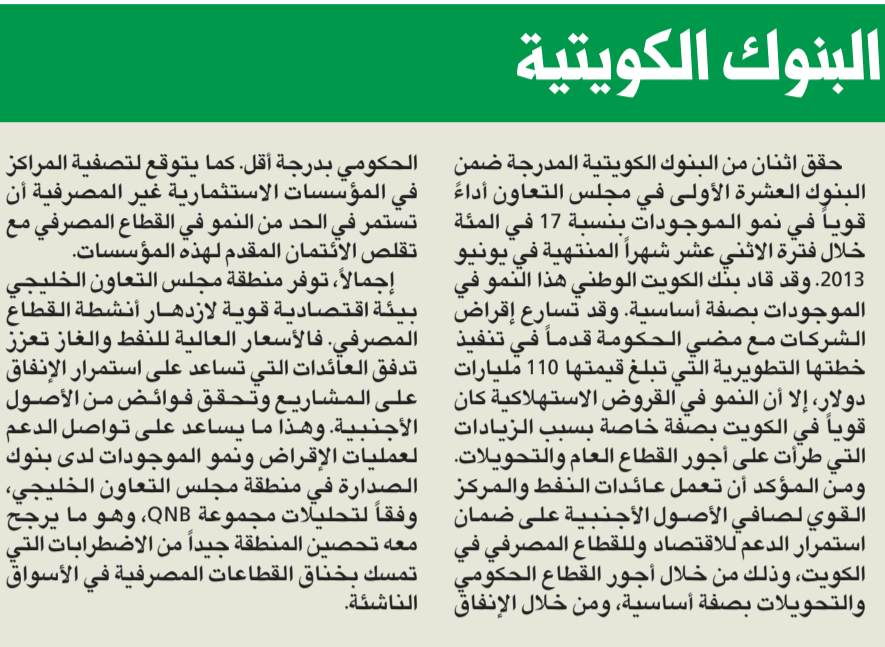 البنوك الكويتية
حقق اثنان من البنوك الكويتية المدرجة ضمن
البنوك العشرة الأولى في مجلس التعاون أداءً
قوياً في نمو الموجودات بنسبة 17 في المئة
خلال فترة الاثني عشر شهراً المنتهية في يونيو
2013. وقد قاد بنك الكويت الوطني هذا النمو في
الموجودات بصفة أساسية. وقد تسارع إقراض
الشركات مع مضي الحكومة قدماً في تنفيذ
خطتها التطويرية التي تبلغ قيمتها 110 مليارات
دولار، إلا أن النمو في القروض الاستهلاكية كان
قوياً في الكويت بصفة خاصة بسبب الزيادات
التي طرأت على أجور القطاع العام والتحويلات.
ومن المؤكد أن تعمل عائدات النفط والمركز
القوي لصافي الأصول الأجنبية على ضمان
استمرار الدعم للاقتصاد وللقطاع المصرفي في
الكويت، وذلك من خلال أجور القطاع الحكومي
والتحويلات بصفة أساسية، ومن خلال الإنفاق
الحكومي بدرجة أقل. كما يتوقع لتصفية المراكز
في المؤسسات الاستثمارية غير المصرفية أن
تستمر في الحد من النمو في القطاع المصرفي مع
تقلص الائتمان المقدم لهذه المؤسسات.
إجمالاً، توفر منطقة مجلس التعاون الخليجي
بيئة اقتصادية قوية لازدهار أنشطة القطاع
المصرفي. فالأسعار العالية للنفط والغاز تعزز
تدفق العائدات التي تساعد على استمرار الإنفاق
على المشاريع وتحقق فوائض من الأصول
الأجنبية. وهذا ما يساعد على تواصل الدعم
لعمليات الإقراض ونمو الموجودات لدى بنوك
الصدارة في منطقة مجلس التعاون الخليجي،
وفقاً لتحليلات مجموعة QNB، وهو ما يرجح
معه تحصين المنطقة جيداً من الاضطرابات التي
تمسك بخناق القطاعات المصرفية في الأسواق
الناشئة.